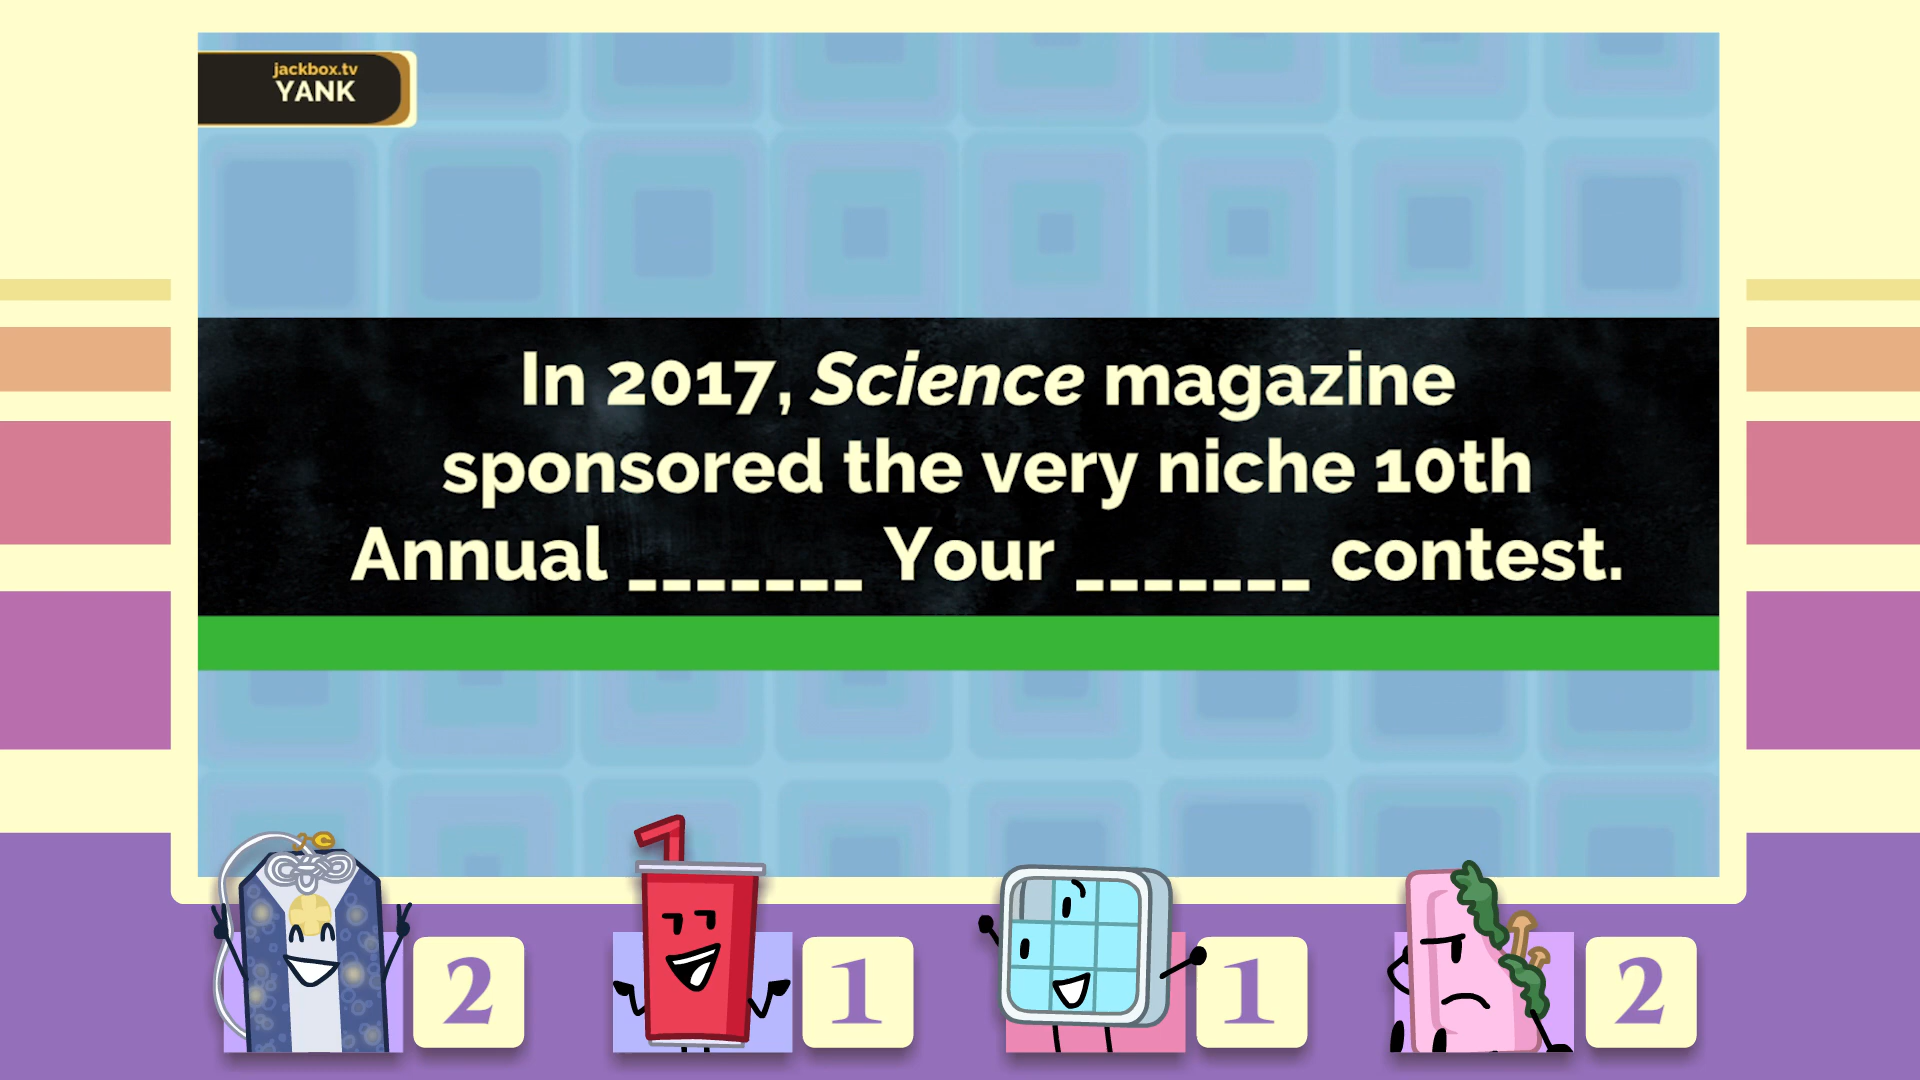 jackbox.tv
YANK
In 2017, Science magazine
sponsored the very niche 10th
Annual _______ Your _______ contest.
2
1
1
2